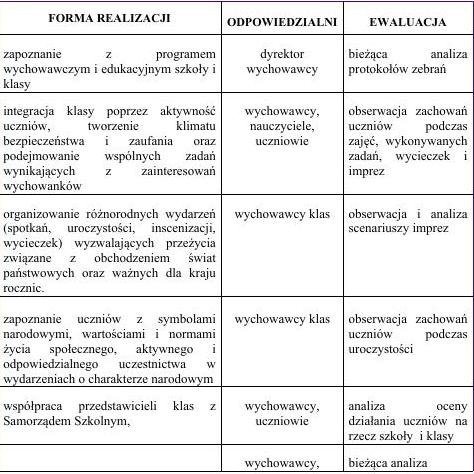 FORMA REALIZACJI
ODPOWIEDZIALNI
EWALUACJA
zapoznanie z programem
wychowawczym i edukacyjnym szkoły i
klasy
dyrektor
wychowawcy
bieżąca analiza
protokołów zebrań
integracja klasy poprzez aktywność
uczniów, tworzenie klimatu
bezpieczeństwa i zaufania oraz
podejmowanie wspólnych zadań
wynikających z zainteresowań
wychowanków
wychowawcy,
nauczyciele,
uczniowie
obserwacja zachowań
uczniów podczas
zajęć, wykonywanych
zadań, wycieczek i
imprez
organizowanie różnorodnych wydarzeń
(spotkań, uroczystości, inscenizacji,
wycieczek) wyzwalających przeżycia
związane z obchodzeniem świat
państwowych oraz ważnych dla kraju
rocznic.
wychowawcy klas
obserwacja i analiza
scenariuszy imprez
zapoznanie uczniów z symbolami
narodowymi, wartościami i normami
życia społecznego, aktywnego i
odpowiedzialnego uczestnictwa w
wydarzeniach o charakterze narodowym
wychowawcy klas
obserwacja zachowań
uczniów podczas
uroczystości
współpraca przedstawicieli klas z
Samorządem Szkolnym,
wychowawcy,
uczniowie
analiza oceny
działania uczniów na
rzecz szkoły i klasy
wychowawcy,
bieżąca analiza